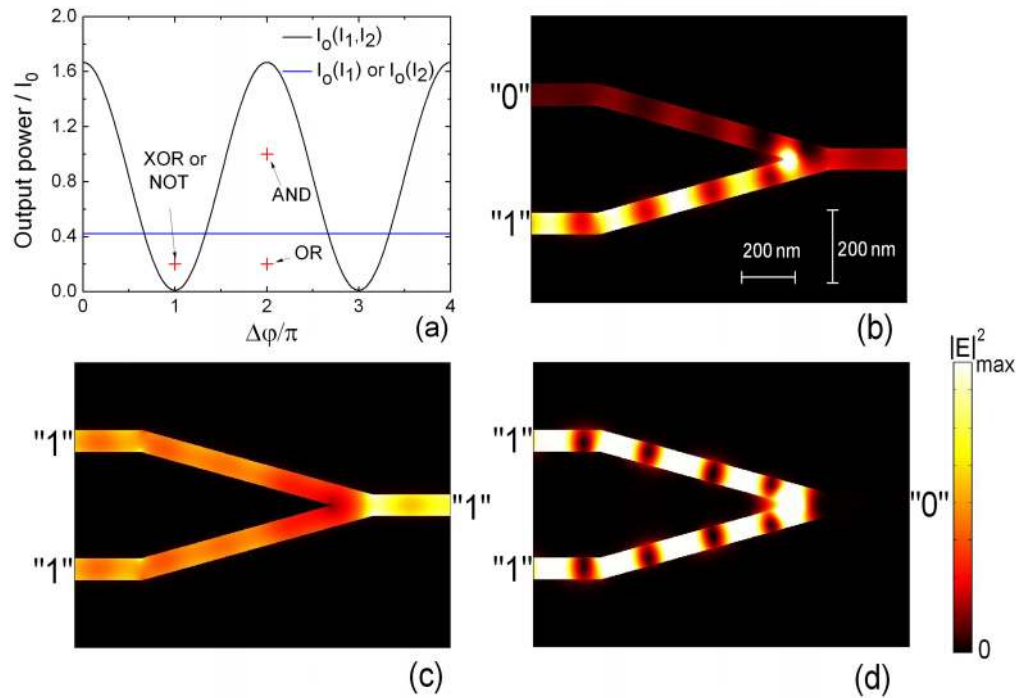 2.0
1.6
1.2
0.8
0.4
0.0
Output power / I₀
Iₒ(I₁,I₂)
Iₒ(I₁) or Iₒ(I₂)
XOR or
NOT
AND
OR
0 1 2 3 4
Δφ/π
(a)
"0"
"1"
200 nm
200 nm
(b)
"1"
"1"
"1"
(c)
"1"
"1"
"0"
(d)
|E|²
max
0